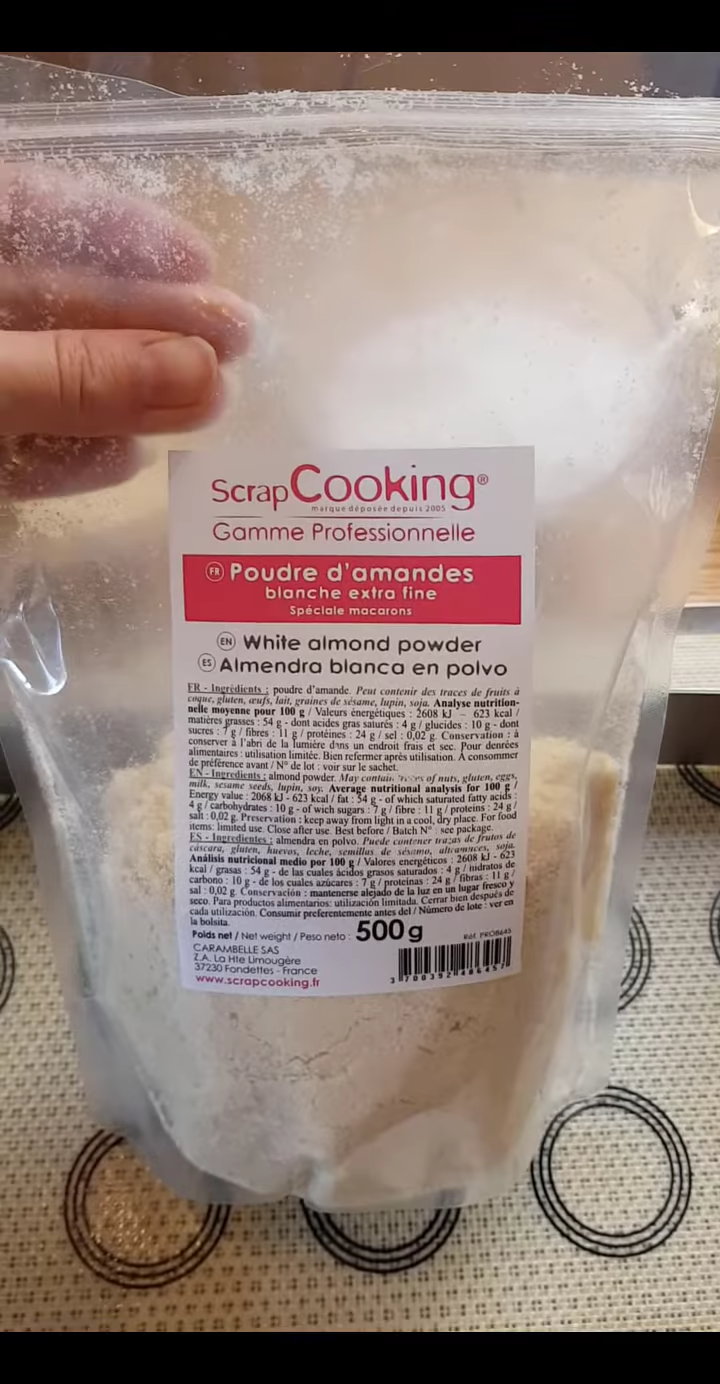 ScrapCooking®
marque déposée depuis 2005
Gamme Professionnelle
FR Poudre d'amandes
blanche extra fine
Spéciale macarons
EN White almond powder
ES Almendra blanca en polvo
FR - Ingrédients : poudre d'amande. Peut contenir des traces de fruits à
coque, gluten, œufs, lait, graines de sésame, lupin, soja. Analyse nutrition-
nelle moyenne pour 100 g / Valeurs énergétiques : 2608 kJ - 623 kcal /
matières grasses : 54 g - dont acides gras saturés : 4 g / glucides : 10 g - dont
sucres : 7 g / fibres : 11 g / protéines : 24 g / sel : 0,02 g. Conservation : à
conserver à l'abri de la lumière dans un endroit frais et sec. Pour denrées
alimentaires : utilisation limitée. Bien refermer après utilisation. A consommer
de préférence avant / N° de lot : voir sur le sachet.
EN - Ingredients : almond powder. May contain traces of nuts, gluten, eggs,
milk, sesame seeds, lupin, soy. Average nutritional analysis for 100 g /
Energy value : 2068 kJ - 623 kcal / fat : 54 g - of which saturated fatty acids :
4 g / carbohydrates : 10 g - of wich sugars : 7 g / fibre : 11 g / proteins : 24 g /
salt : 0,02 g. Preservation : keep away from light in a cool, dry place. For food
items: limited use. Close after use. Best before / Batch N° : see package.
ES - Ingredientes : almendra en polvo. Puede contener trazas de frutos de
cáscara, gluten, huevos, leche, semillas de sésamo, altramuces, soja.
Análisis nutricional medio por 100 g / Valores energéticos : 2608 kJ - 623
kcal / grasas : 54 g - de las cuales ácidos grasos saturados : 4 g / hidratos de
carbono : 10 g - de los cuales azúcares : 7 g / proteínas : 24 g / fibras : 11 g /
sal : 0,02 g. Conservación : mantenerse alejado de la luz en un lugar fresco y
seco. Para productos alimentarios: utilización limitada. Cerrar bien después de
cada utilización. Consumir preferentemente antes del / Número de lote : ver en
la bolsita.
Poids net / Net weight / Peso neto : 500g
Réf. PRO8645
CARAMBELLE SAS
Z.A. La Hte Limougère
37230 Fondettes - France
www.scrapcooking.fr